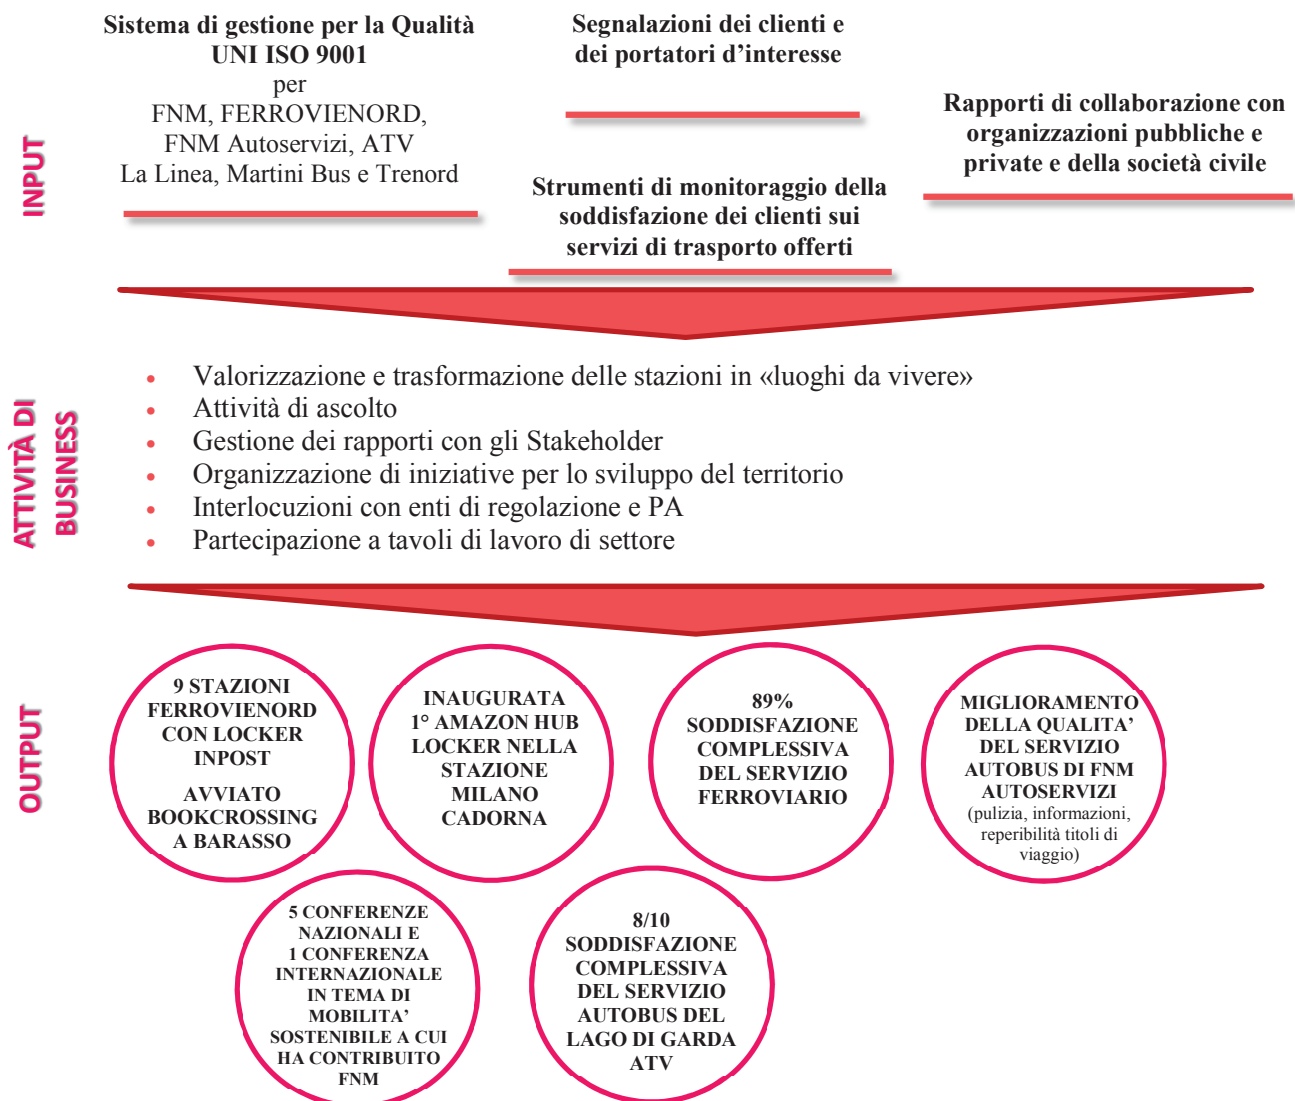 INPUT
Sistema di gestione per la Qualità
UNI ISO 9001
per
FNM, FERROVIENORD,
FNM Autoservizi, ATV
La Linea, Martini Bus e Trenord
Segnalazioni dei clienti e
dei portatori d’interesse
Strumenti di monitoraggio della
soddisfazione dei clienti sui
servizi di trasporto offerti
Rapporti di collaborazione con
organizzazioni pubbliche e
private e della società civile
ATTIVITÀ DI
BUSINESS
• Valorizzazione e trasformazione delle stazioni in «luoghi da vivere»
• Attività di ascolto
• Gestione dei rapporti con gli Stakeholder
• Organizzazione di iniziative per lo sviluppo del territorio
• Interlocuzioni con enti di regolazione e PA
• Partecipazione a tavoli di lavoro di settore
OUTPUT
9 STAZIONI
FERROVIENORD
CON LOCKER
INPOST
AVVIATO
BOOKCROSSING
A BARASSO
INAUGURATA
1° AMAZON HUB
LOCKER NELLA
STAZIONE
MILANO
CADORNA
89%
SODDISFAZIONE
COMPLESSIVA
DEL SERVIZIO
FERROVIARIO
MIGLIORAMENTO
DELLA QUALITA’
DEL SERVIZIO
AUTOBUS DI FNM
AUTOSERVIZI
(pulizia, informazioni,
reperibilità titoli di
viaggio)
5 CONFERENZE
NAZIONALI E
1 CONFERENZA
INTERNAZIONALE
IN TEMA DI
MOBILITA’
SOSTENIBILE A CUI
HA CONTRIBUITO
FNM
8/10
SODDISFAZIONE
COMPLESSIVA
DEL SERVIZIO
AUTOBUS DEL
LAGO DI GARDA
ATV